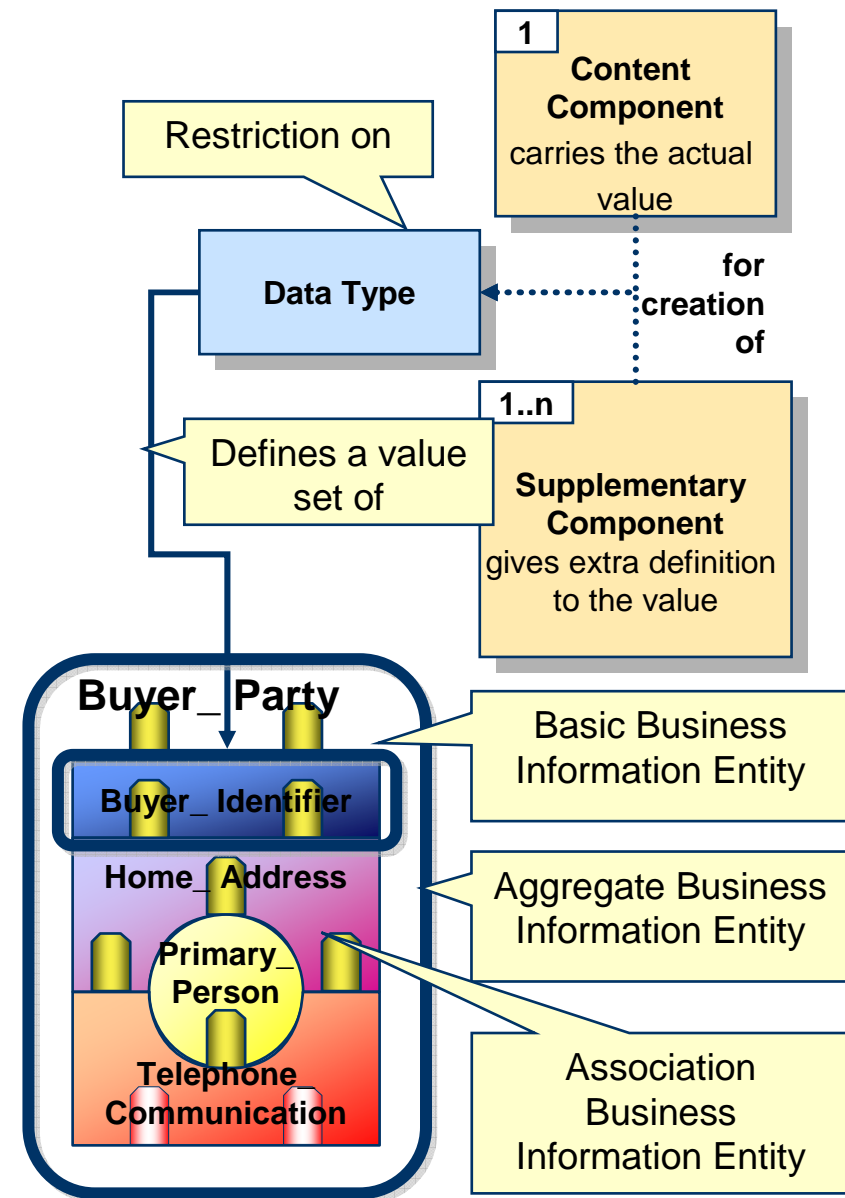 1
Content
Component
carries the actual
value
Restriction on
Data Type
for
creation
of
1..n
Supplementary
Component
gives extra definition
to the value
Defines a value
set of
Buyer_ Party
Buyer_ Identifier
Home_ Address
Primary_
Person
Telephone_
Communication
Basic Business
Information Entity
Aggregate Business
Information Entity
Association
Business
Information Entity